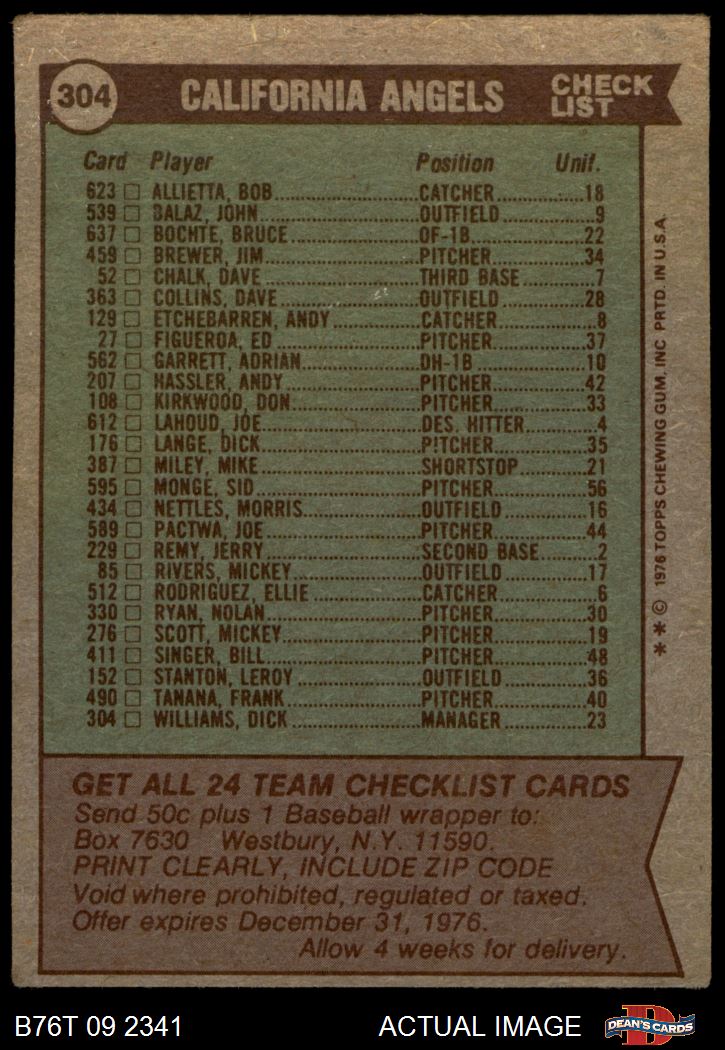 304 CALIFORNIA ANGELS CHECK LIST
Card Player Position Unif.
623 □ ALLIETTA, BOB CATCHER 18
539 □ BALAZ, JOHN OUTFIELD 9
637 □ BOCHTE, BRUCE OF-1B 22
459 □ BREWER, JIM PITCHER 34
52 □ CHALK, DAVE THIRD BASE 7
363 □ COLLINS, DAVE OUTFIELD 28
129 □ ETCHEBARREN, ANDY CATCHER 8
27 □ FIGUEROA, ED PITCHER 37
562 □ GARRETT, ADRIAN DH-1B 10
207 □ HASSLER, ANDY PITCHER 42
108 □ KIRKWOOD, DON PITCHER 33
612 □ LAHOUD, JOE DES. HITTER 4
176 □ LANGE, DICK PITCHER 35
387 □ MILEY, MIKE SHORTSTOP 21
595 □ MONGE, SID PITCHER 56
434 □ NETTLES, MORRIS OUTFIELD 16
589 □ PACTWA, JOE PITCHER 44
229 □ REMY, JERRY SECOND BASE 2
85 □ RIVERS, MICKEY OUTFIELD 17
512 □ RODRIGUEZ, ELLIE CATCHER 6
330 □ RYAN, NOLAN PITCHER 30
276 □ SCOTT, MICKEY PITCHER 19
411 □ SINGER, BILL PITCHER 48
152 □ STANTON, LEROY OUTFIELD 36
490 □ TANANA, FRANK PITCHER 40
304 □ WILLIAMS, DICK MANAGER 23
* * © 1976 TOPPS CHEWING GUM, INC PRTD. IN U.S.A.
GET ALL 24 TEAM CHECKLIST CARDS
Send 50c plus 1 Baseball wrapper to:
Box 7630 Westbury, N.Y. 11590.
PRINT CLEARLY, INCLUDE ZIP CODE
Void where prohibited, regulated or taxed.
Offer expires December 31, 1976.
Allow 4 weeks for delivery.
B76T 09 2341 ACTUAL IMAGE
D
DEAN'S CARDS